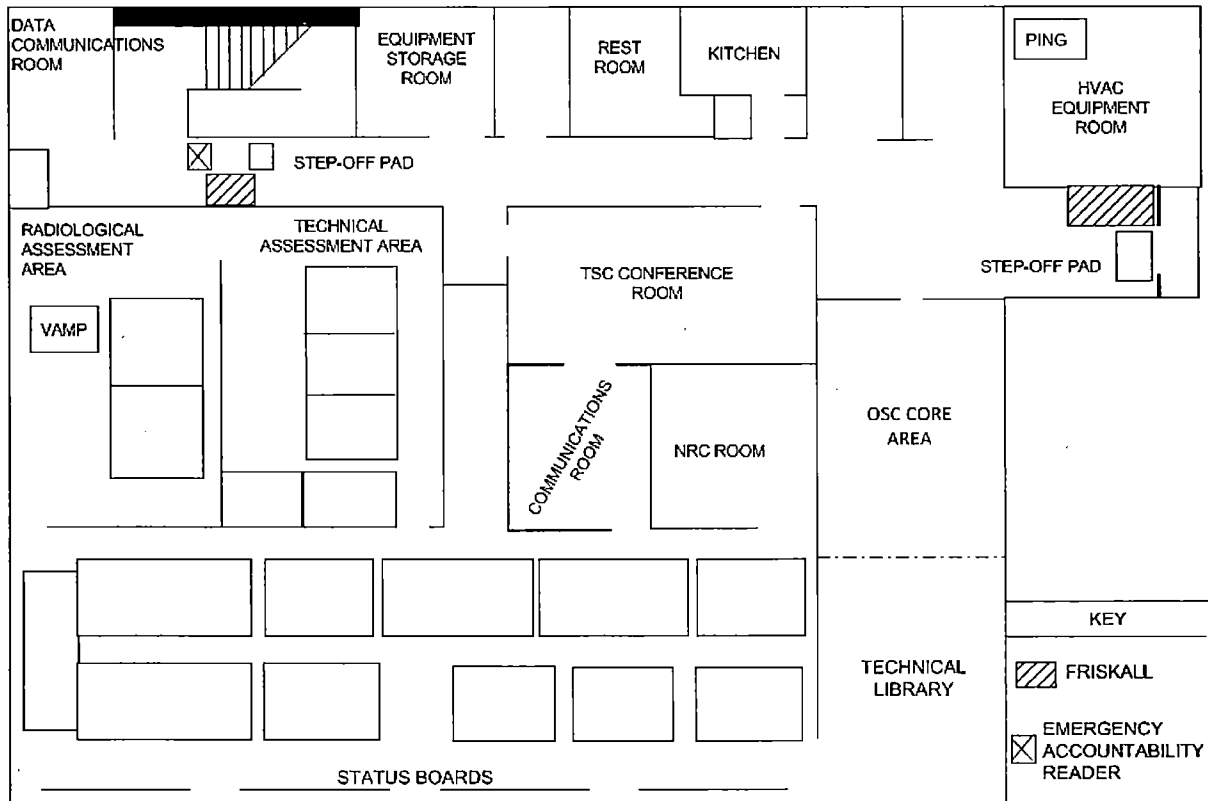 DATA
COMMUNICATIONS
ROOM
EQUIPMENT
STORAGE
ROOM
REST
ROOM
KITCHEN
PING
HVAC
EQUIPMENT
ROOM
STEP-OFF PAD
RADIOLOGICAL
ASSESSMENT
AREA
TECHNICAL
ASSESSMENT AREA
TSC CONFERENCE
ROOM
STEP-OFF PAD
VAMP
COMMUNICATIONS
ROOM
NRC ROOM
OSC CORE
AREA
TECHNICAL
LIBRARY
STATUS BOARDS
KEY
FRISKALL
EMERGENCY
ACCOUNTABILITY
READER